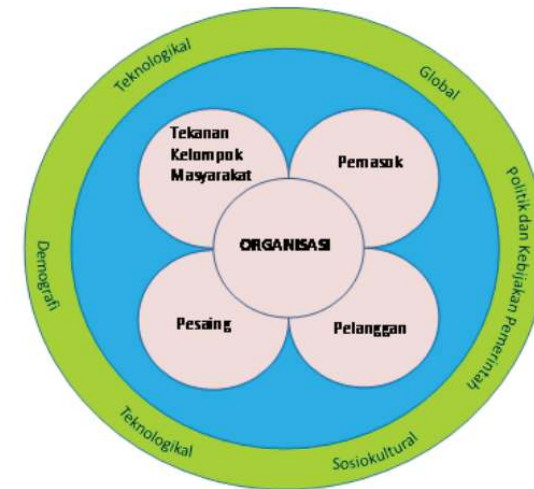 Teknologikal
Global
Tekanan
Kelompok
Masyarakat
Pemasok
Politik dan Kebijakan Pemerintah
ORGANISASI
Demografi
Pesaing
Pelanggan
Teknologikal
Sosiokultural